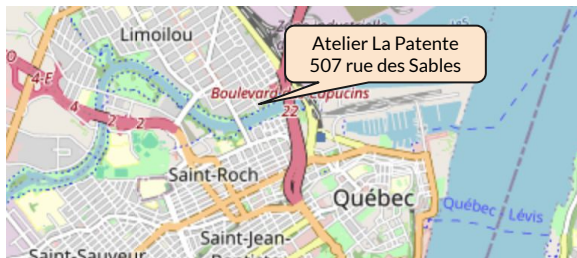 Limoilou
Atelier La Patente
507 rue des Sables
4-E
4
2
2
Boulevard
Capucins
22
Saint-Roch
Québec
Québec - Lévis
Saint-Jean-
Saint-Sauveur